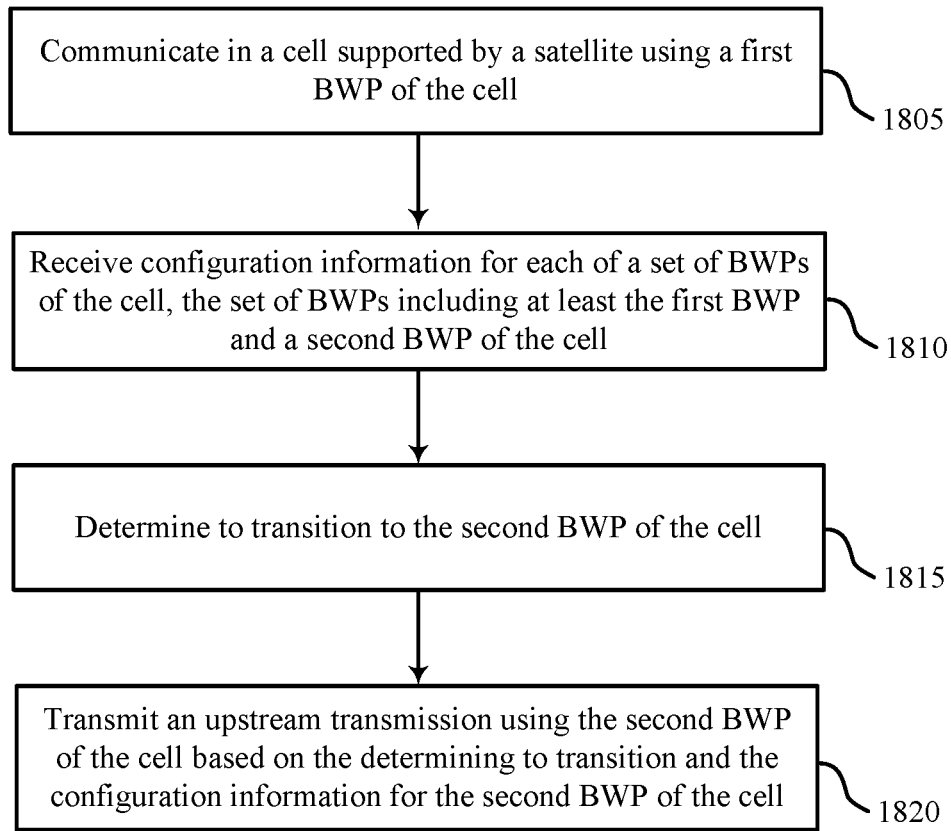 Communicate in a cell supported by a satellite using a first
BWP of the cell
1805
Receive configuration information for each of a set of BWPs
of the cell, the set of BWPs including at least the first BWP
and a second BWP of the cell
1810
Determine to transition to the second BWP of the cell
1815
Transmit an upstream transmission using the second BWP
of the cell based on the determining to transition and the
configuration information for the second BWP of the cell
1820